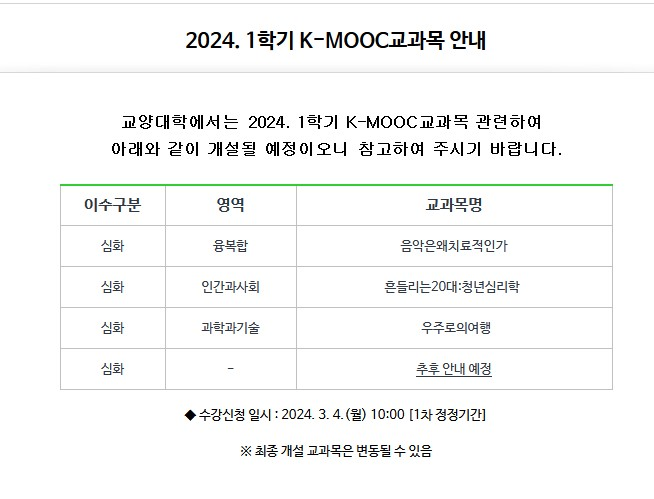 2024. 1학기 K-MOOC교과목 안내
교양대학에서는 2024. 1학기 K-MOOC교과목 관련하여
아래와 같이 개설될 예정이오니 참고하여 주시기 바랍니다.
이수구분 영역 교과목명
심화 융복합 음악은왜치료적인가
심화 인간과사회 흔들리는20대:청년심리학
심화 과학과기술 우주로의여행
심화 - 추후 안내 예정
◆ 수강신청 일시 : 2024. 3. 4.(월) 10:00 [1차 정정기간]
※ 최종 개설 교과목은 변동될 수 있음